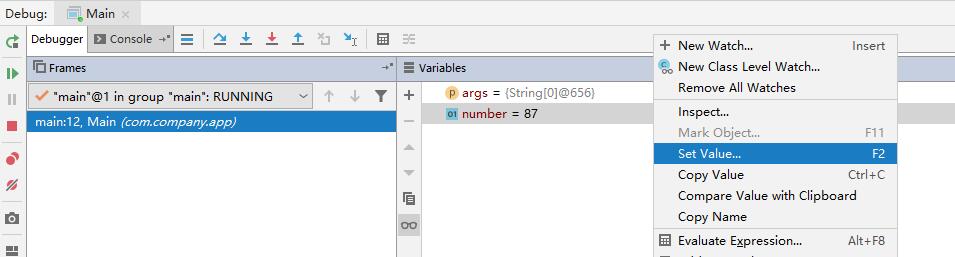 Debug: Main
Debugger Console
Frames
Variables
"main"@1 in group "main": RUNNING
main:12, Main (com.company.app)
p args = {String[0]@656}
01 number = 87
New Watch... Insert
New Class Level Watch...
Remove All Watches
Inspect...
Mark Object... F11
Set Value... F2
Copy Value Ctrl+C
Compare Value with Clipboard
Copy Name
Evaluate Expression... Alt+F8